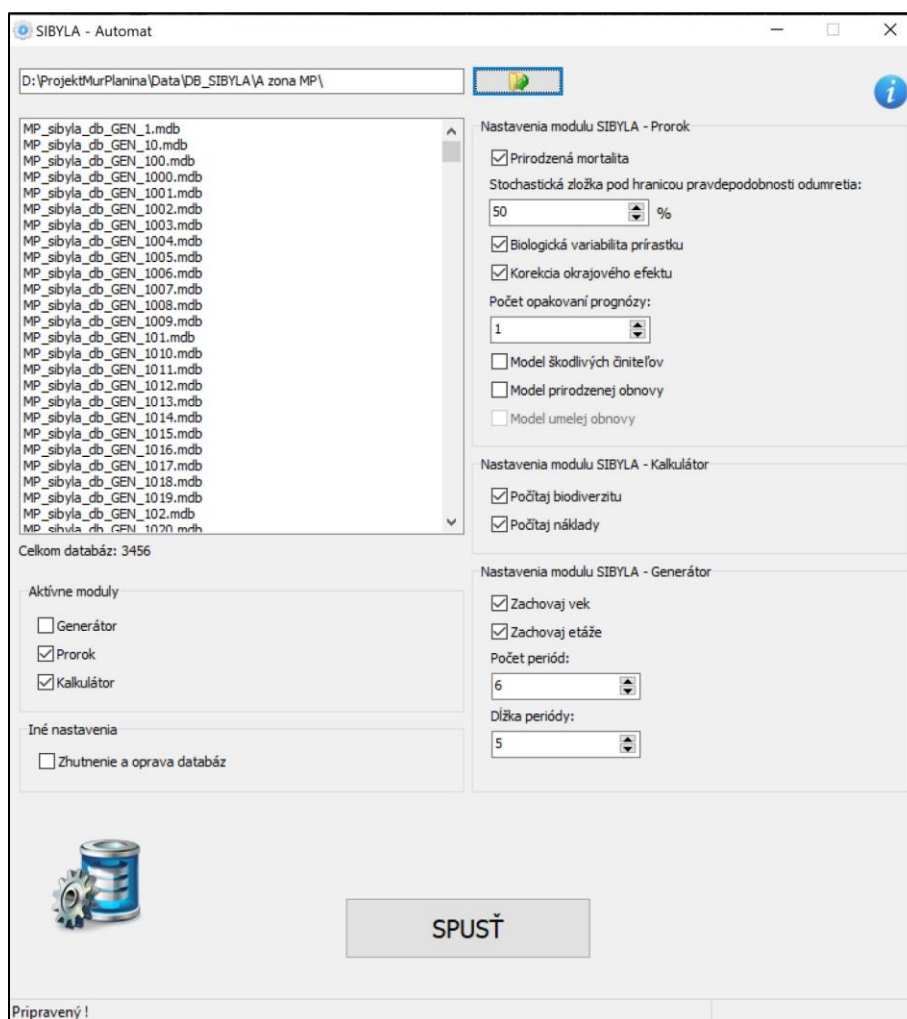 SIBYLA - Automat
D:\ProjektMurPlanina\Data\DB_SIBYLA\A zona MP\
MP_sibyla_db_GEN_1.mdb
MP_sibyla_db_GEN_10.mdb
MP_sibyla_db_GEN_100.mdb
MP_sibyla_db_GEN_1000.mdb
MP_sibyla_db_GEN_1001.mdb
MP_sibyla_db_GEN_1002.mdb
MP_sibyla_db_GEN_1003.mdb
MP_sibyla_db_GEN_1004.mdb
MP_sibyla_db_GEN_1005.mdb
MP_sibyla_db_GEN_1006.mdb
MP_sibyla_db_GEN_1007.mdb
MP_sibyla_db_GEN_1008.mdb
MP_sibyla_db_GEN_1009.mdb
MP_sibyla_db_GEN_101.mdb
MP_sibyla_db_GEN_1010.mdb
MP_sibyla_db_GEN_1011.mdb
MP_sibyla_db_GEN_1012.mdb
MP_sibyla_db_GEN_1013.mdb
MP_sibyla_db_GEN_1014.mdb
MP_sibyla_db_GEN_1015.mdb
MP_sibyla_db_GEN_1016.mdb
MP_sibyla_db_GEN_1017.mdb
MP_sibyla_db_GEN_1018.mdb
MP_sibyla_db_GEN_1019.mdb
MP_sibyla_db_GEN_102.mdb
MP_sibyla_db_GEN_1020.mdb
Celkom databáz: 3456
Aktívne moduly
Generátor
Prorok
Kalkulátor
Iné nastavenia
Zhutnenie a oprava databáz
Nastavenia modulu SIBYLA - Prorok
Prirodzená mortalita
Stochastická zložka pod hranicou pravdepodobnosti odumretia:
50 %
Biologická variabilita prírastku
Korekcia okrajového efektu
Počet opakovaní prognózy:
1
Model škodlivých činiteľov
Model prirodzenej obnovy
Model umelej obnovy
Nastavenia modulu SIBYLA - Kalkulátor
Počítaj biodiverzitu
Počítaj náklady
Nastavenia modulu SIBYLA - Generátor
Zachovaj vek
Zachovaj etáže
Počet periód:
6
Dĺžka periódy:
5
SPUSŤ
Pripravený !